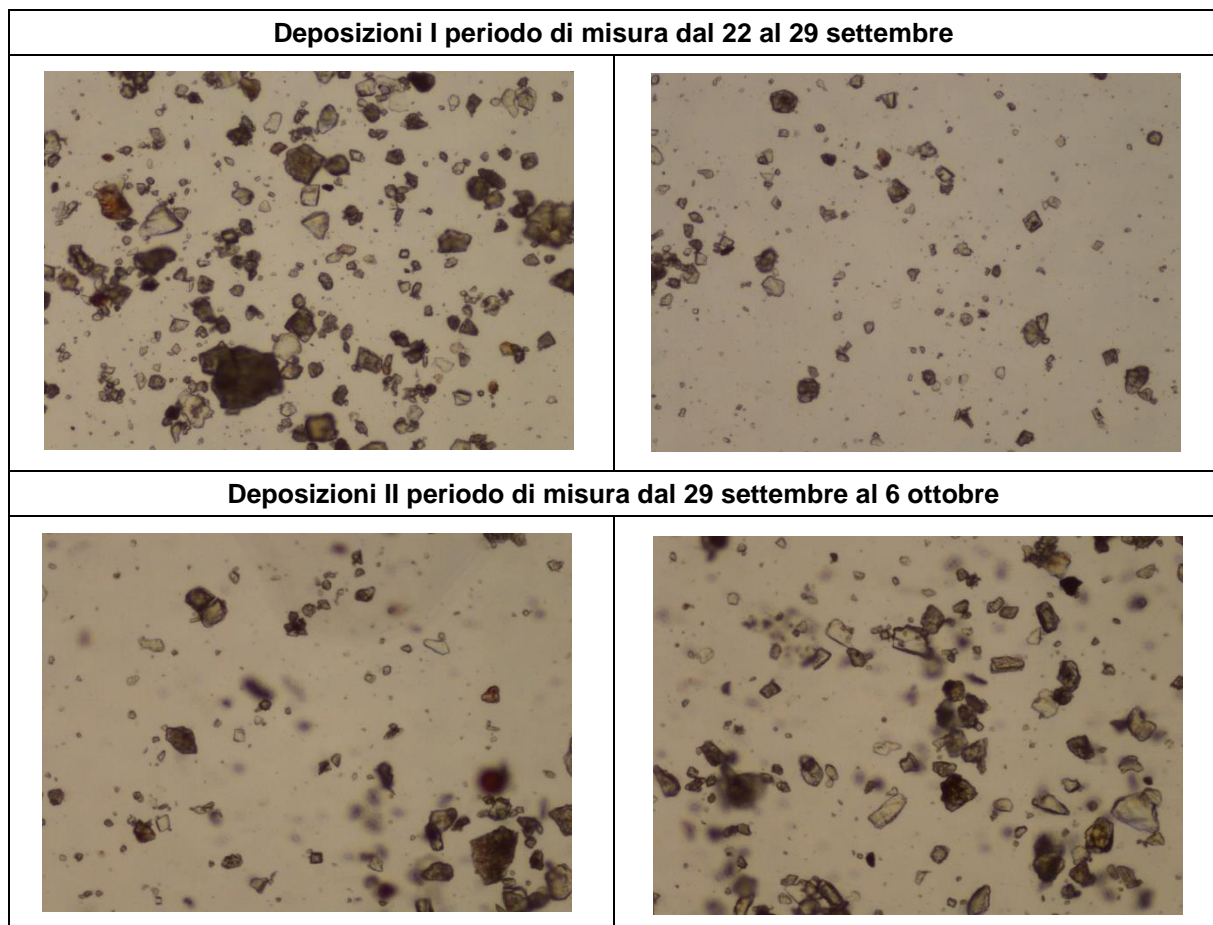 Deposizioni I periodo di misura dal 22 al 29 settembre
Deposizioni II periodo di misura dal 29 settembre al 6 ottobre